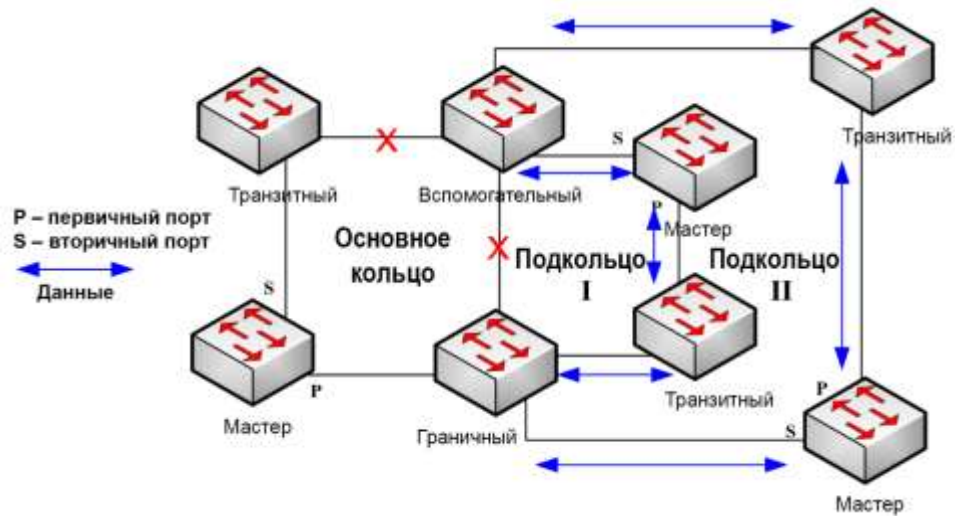 Транзитный
Вспомогательный
S
Мастер
P
Транзитный
P – первичный порт
S – вторичный порт
Данные
Основное
кольцо
Подкольцо
I
Подкольцо
II
S
Мастер
P
Граничный
Транзитный
P
S
Мастер